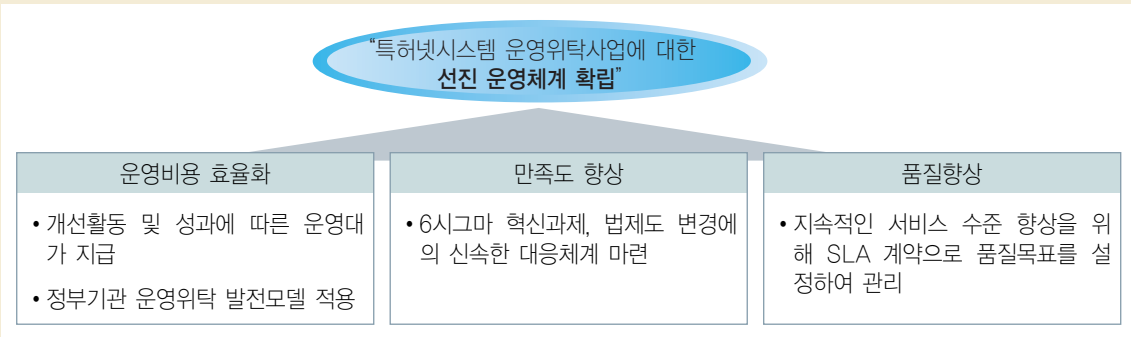 “특허넷시스템 운영위탁사업에 대한
선진 운영체계 확립”
운영비용 효율화
• 개선활동 및 성과에 따른 운영대
가 지급
• 정부기관 운영위탁 발전모델 적용
만족도 향상
• 6시그마 혁신과제, 법제도 변경에
의 신속한 대응체계 마련
품질향상
• 지속적인 서비스 수준 향상을 위
해 SLA 계약으로 품질목표를 설
정하여 관리